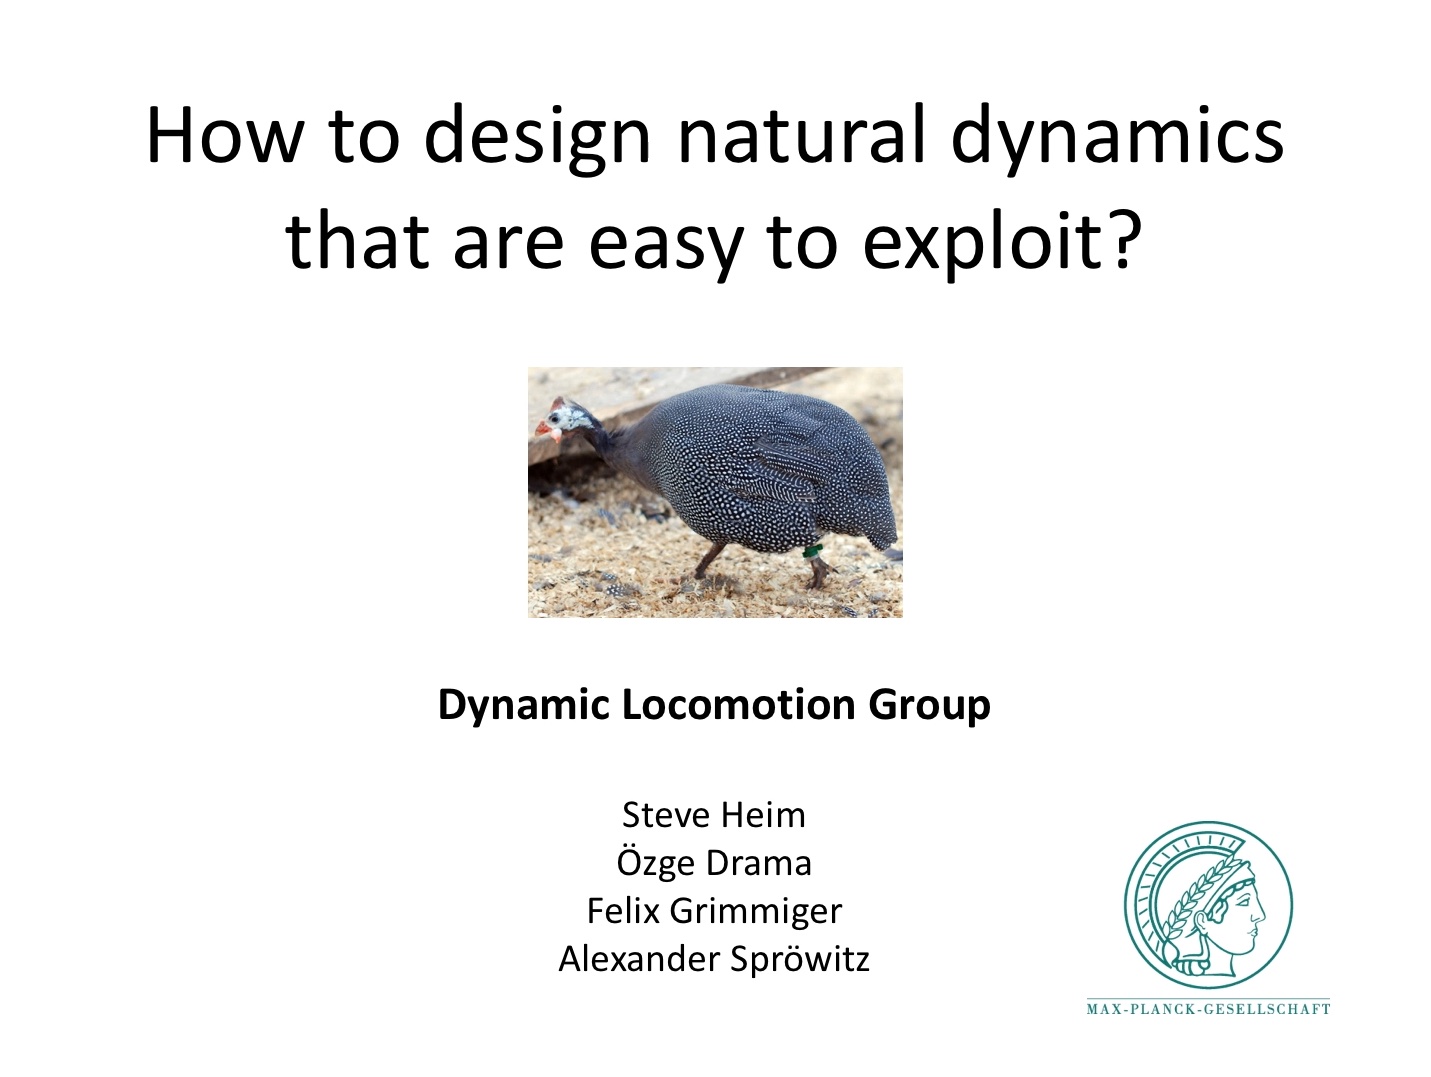 How to design natural dynamics
that are easy to exploit?
Dynamic Locomotion Group
Steve Heim
Özge Drama
Felix Grimmiger
Alexander Spröwitz
MAX-PLANCK-GESELLSCHAFT